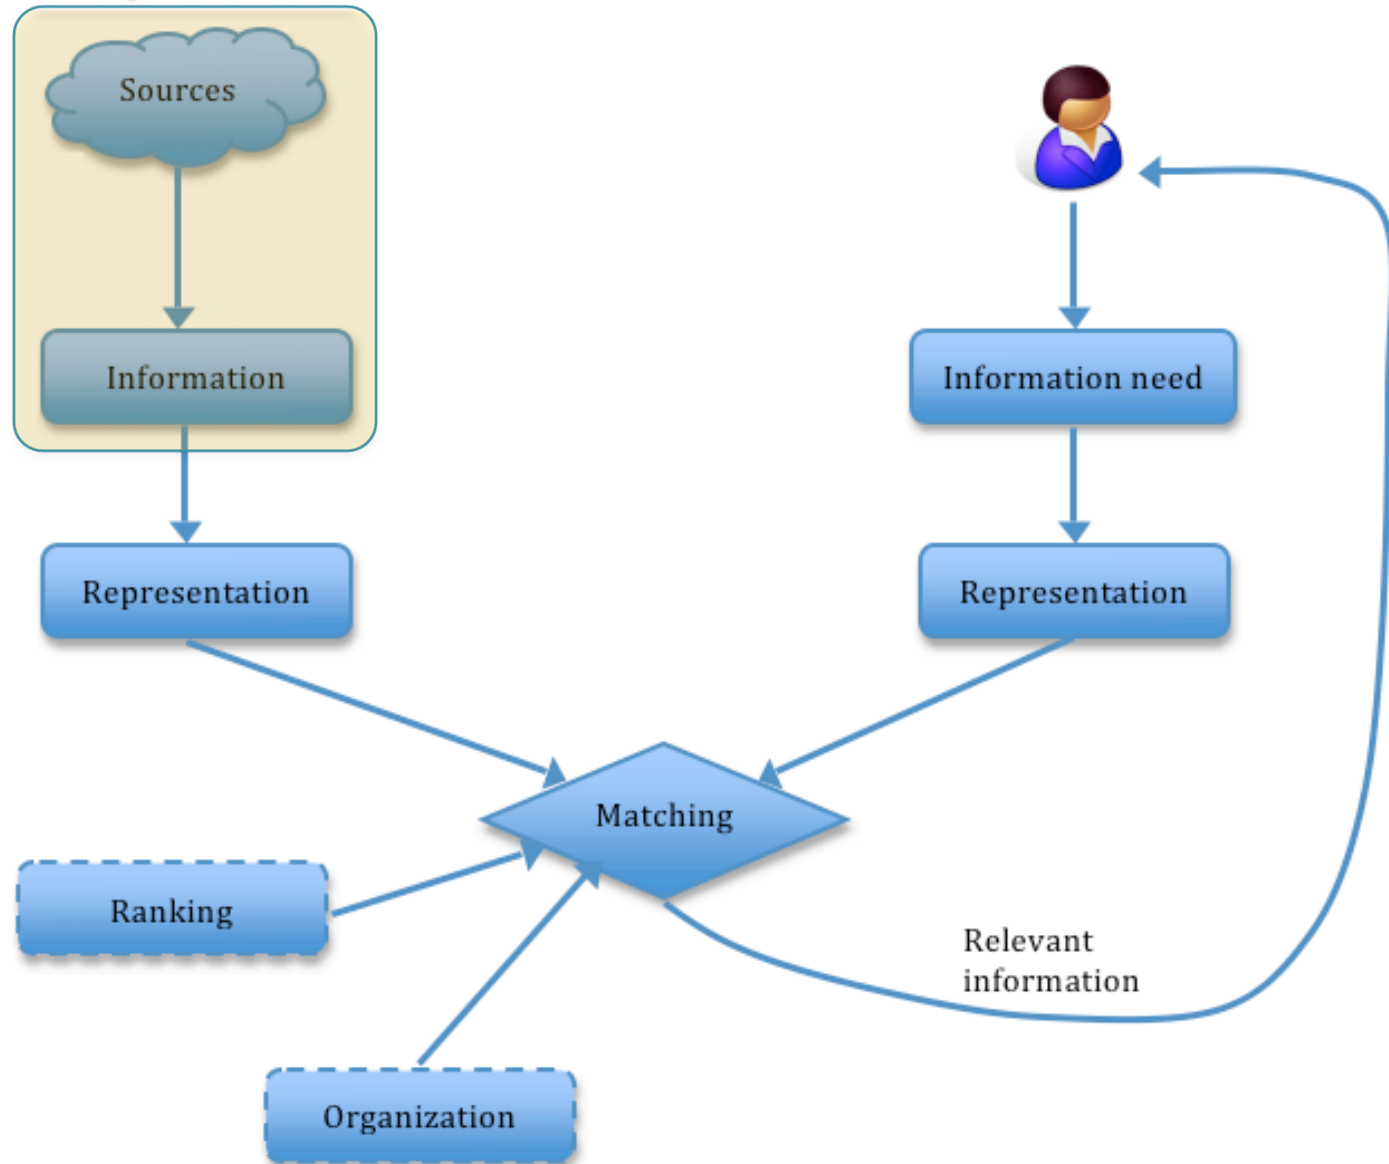 Sources
Information
Information need
Representation
Representation
Matching
Ranking
Relevant
information
Organization